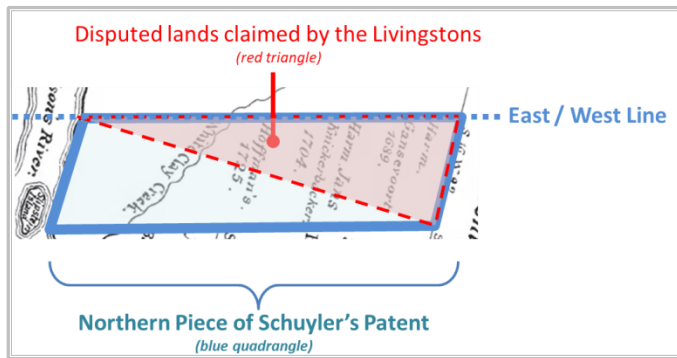 Disputed lands claimed by the Livingstons
(red triangle)
East / West Line
River.
White Clay Creek.
Hoffman's.
1725.
Knickerbocker
1704.
Harm. Jans
Gansevoort
1689.
Harm.
Northern Piece of Schuyler's Patent
(blue quadrangle)